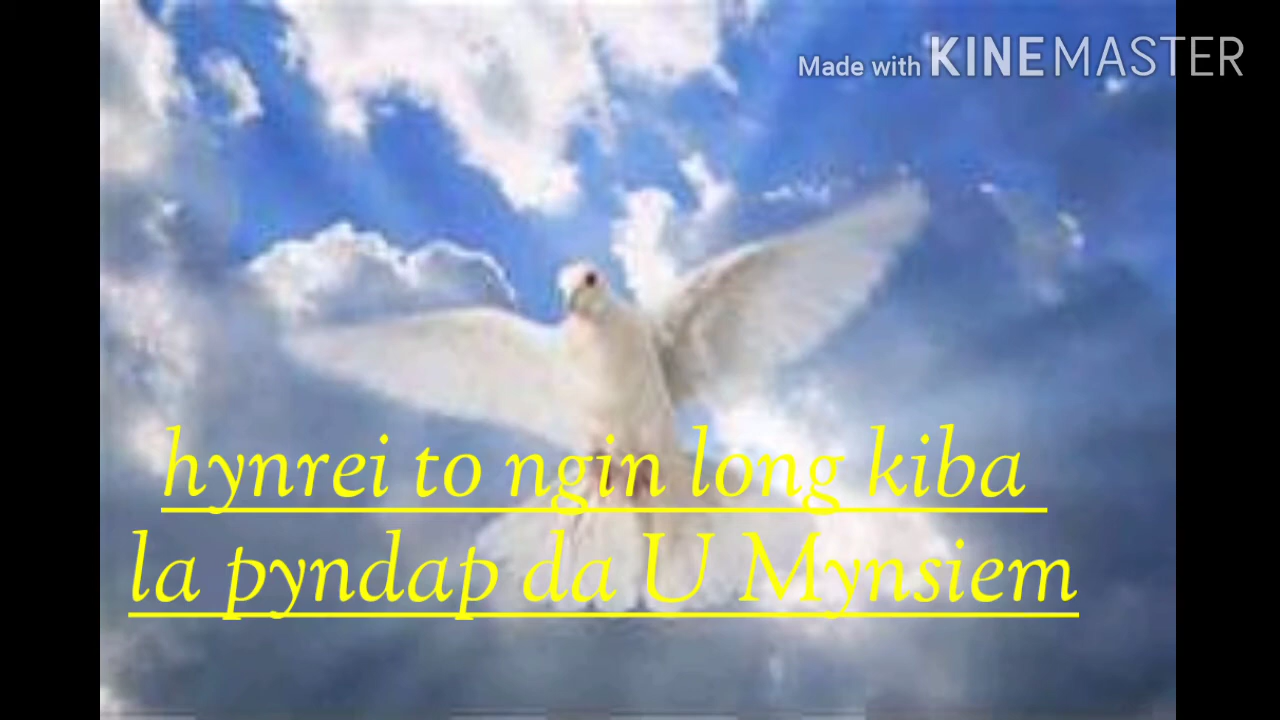 Made with KINEMASTER
hynrei to ngin long kiba
la pyndap da U Mynsiem